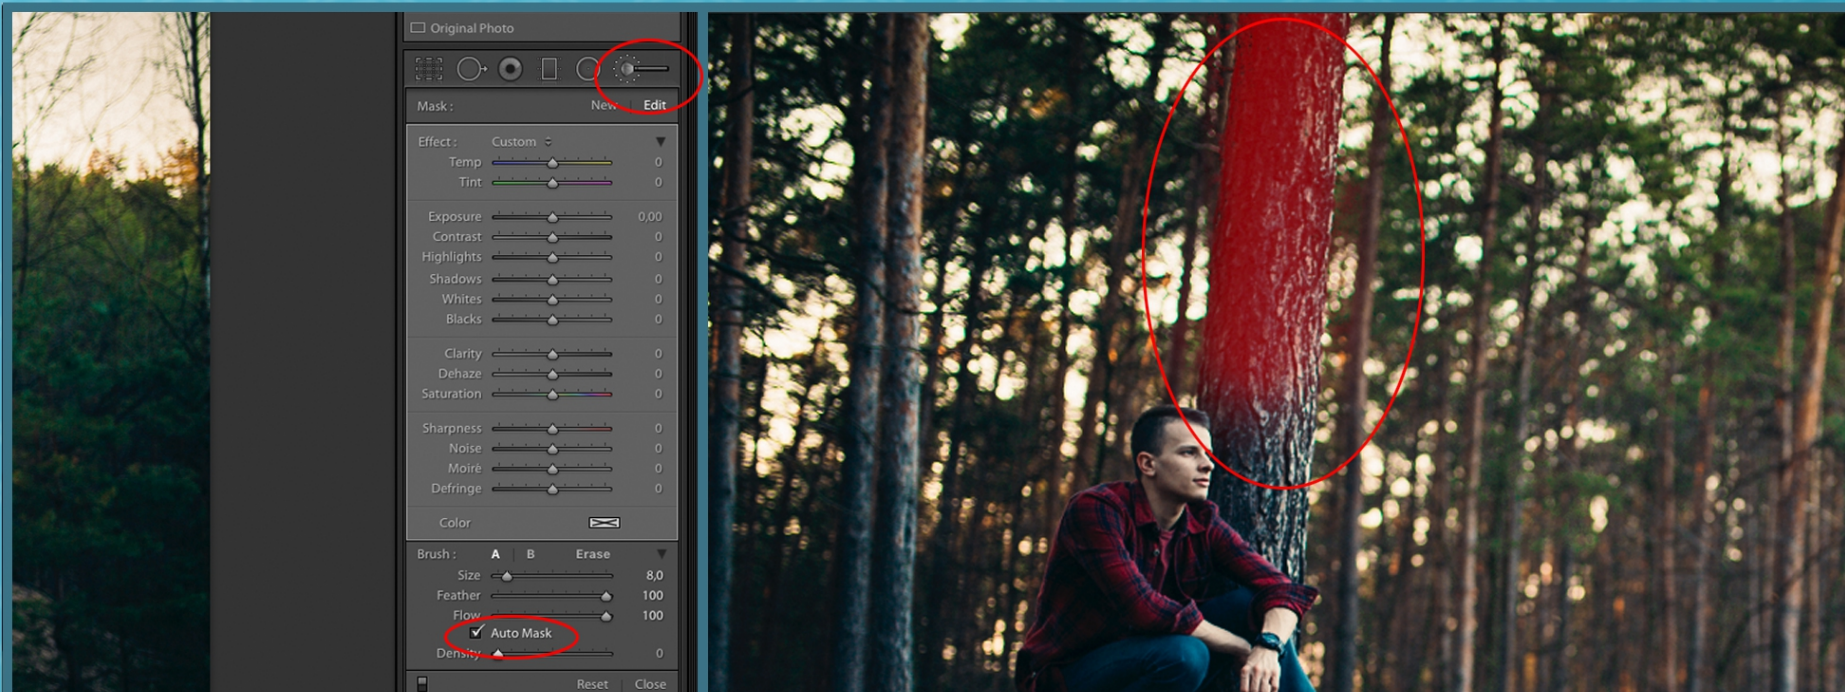 Original Photo
Mask : New Edit
Effect : Custom
Temp 0
Tint 0
Exposure 0,00
Contrast 0
Highlights 0
Shadows 0
Whites 0
Blacks 0
Clarity 0
Dehaze 0
Saturation 0
Sharpness 0
Noise 0
Moiré 0
Defringe 0
Color
Brush : A B Erase
Size 8,0
Feather 100
Flow 100
Auto Mask
Density 0
Reset Close